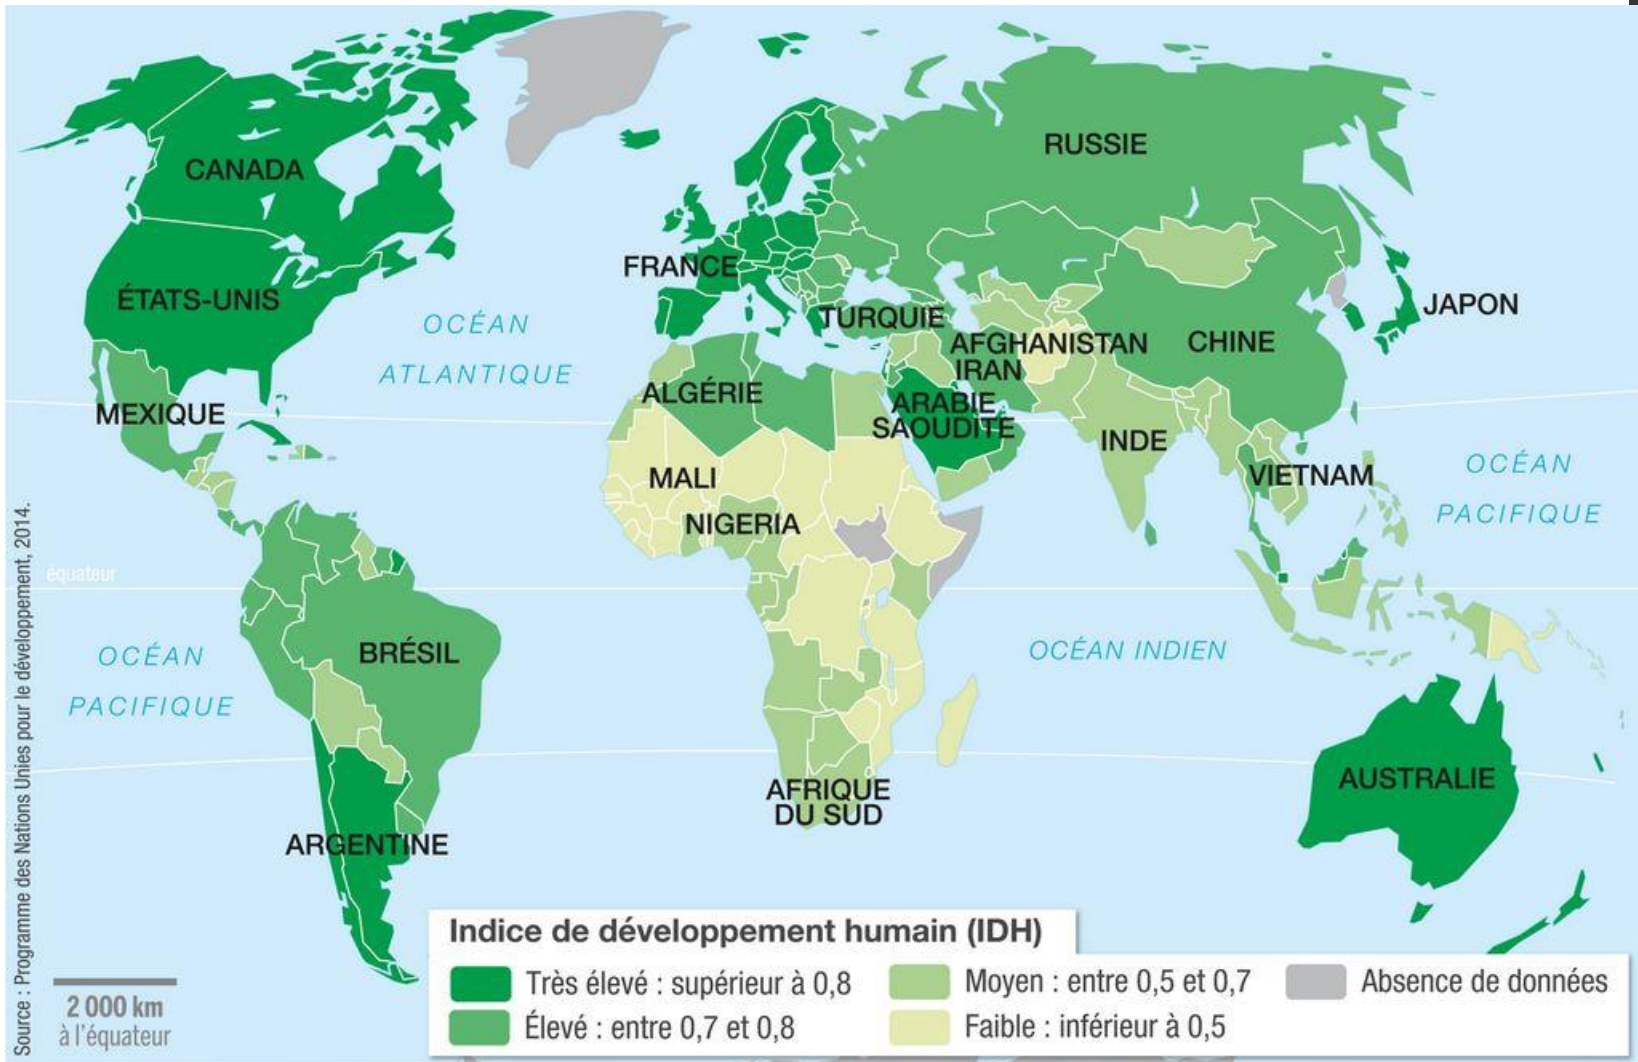 CANADA
RUSSIE
FRANCE
ÉTATS-UNIS
JAPON
OCÉAN
ATLANTIQUE
TURQUIE
AFGHANISTAN
IRAN
CHINE
ALGÉRIE
ARABIE
SAOUDITE
MEXIQUE
INDE
MALI
VIETNAM
OCÉAN
PACIFIQUE
NIGERIA
équateur
BRÉSIL
OCÉAN INDIEN
OCÉAN
PACIFIQUE
AFRIQUE
DU SUD
AUSTRALIE
ARGENTINE
Source : Programme des Nations Unies pour le développement, 2014.
2 000 km
à l'équateur
Indice de développement humain (IDH)
Très élevé : supérieur à 0,8
Élevé : entre 0,7 et 0,8
Moyen : entre 0,5 et 0,7
Faible : inférieur à 0,5
Absence de données